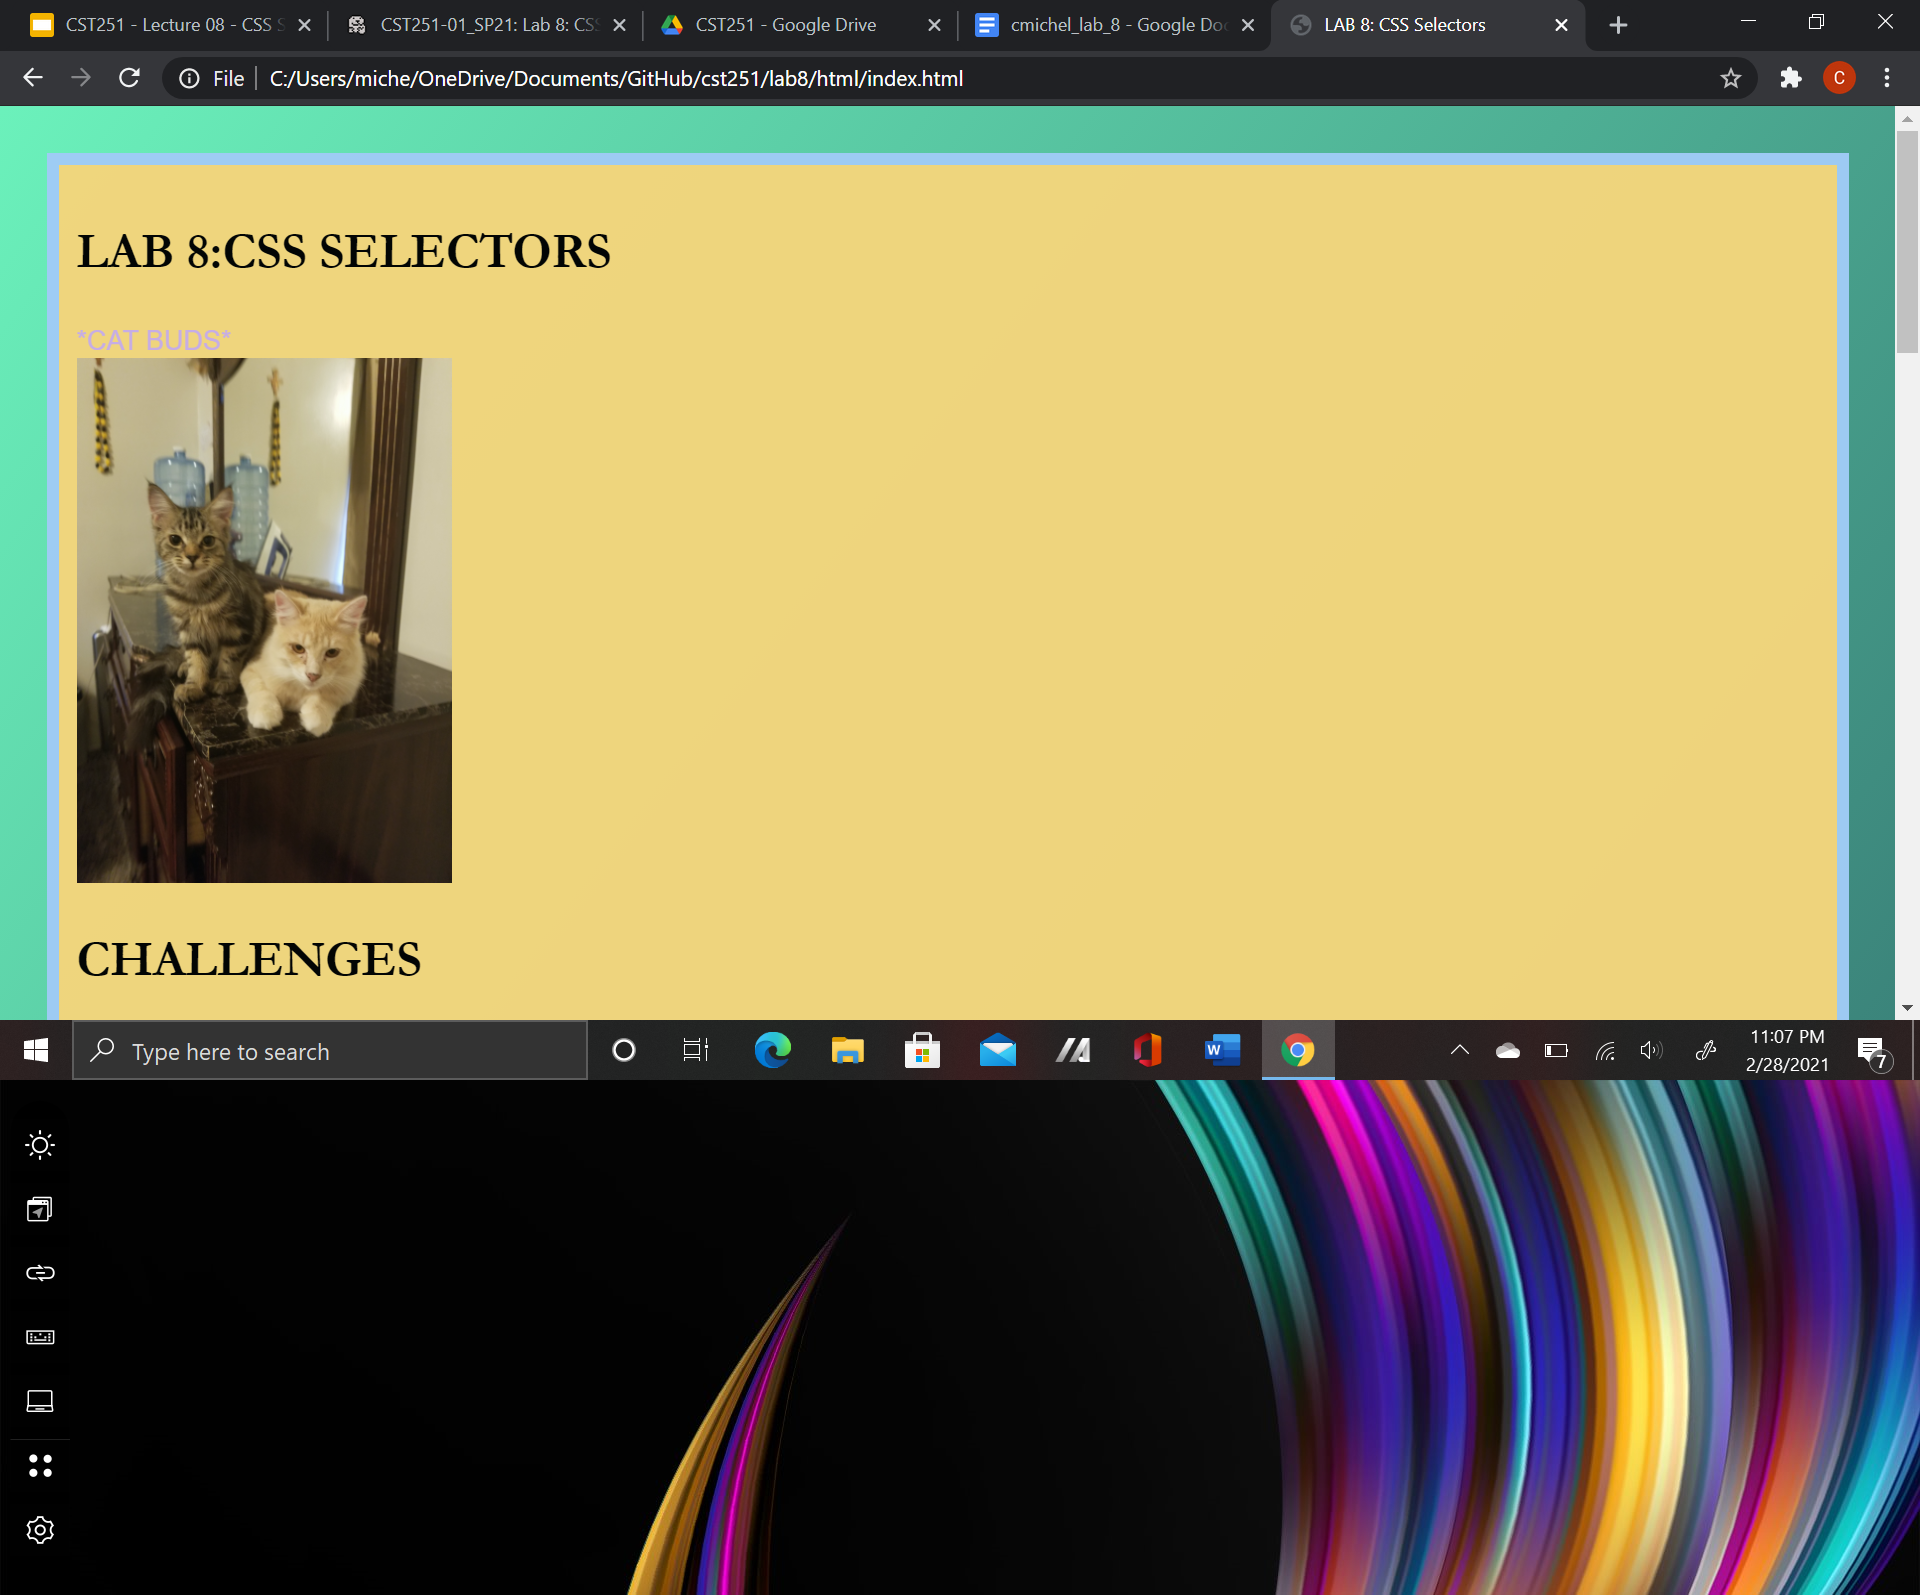 CST251 - Lecture 08 - CSS S
CST251-01_SP21: Lab 8: CSS
CST251 - Google Drive
cmichel_lab_8 - Google Doc
LAB 8: CSS Selectors
File
C:/Users/miche/OneDrive/Documents/GitHub/cst251/lab8/html/index.html
C
LAB 8:CSS SELECTORS
*CAT BUDS*
CHALLENGES
Type here to search
W
11:07 PM
2/28/2021
7